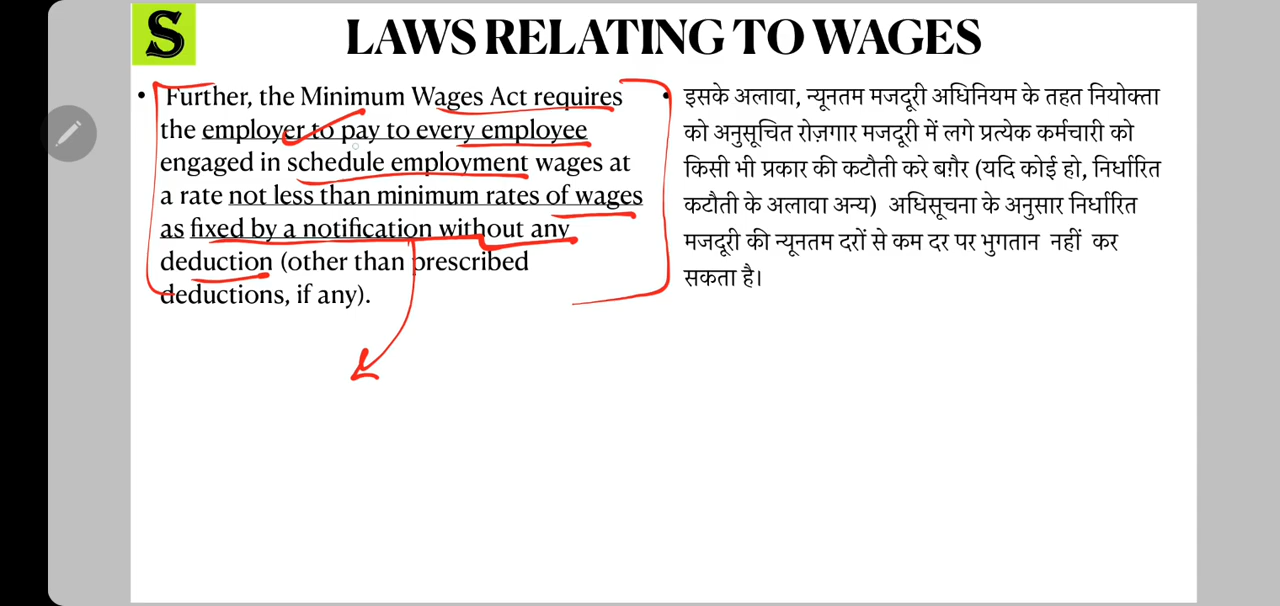 S
LAWS RELATING TO WAGES
• Further, the Minimum Wages Act requires
the employer to pay to every employee
engaged in schedule employment wages at
a rate not less than minimum rates of wages
as fixed by a notification without any
deduction (other than prescribed
deductions, if any).
• इसके अलावा, न्यूनतम मजदूरी अधिनियम के तहत नियोक्ता
को अनुसूचित रोज़गार मजदूरी में लगे प्रत्येक कर्मचारी को
किसी भी प्रकार की कटौती करे बग़ैर (यदि कोई हो, निर्धारित
कटौती के अलावा अन्य) अधिसूचना के अनुसार निर्धारित
मजदूरी की न्यूनतम दरों से कम दर पर भुगतान नहीं कर
सकता है।